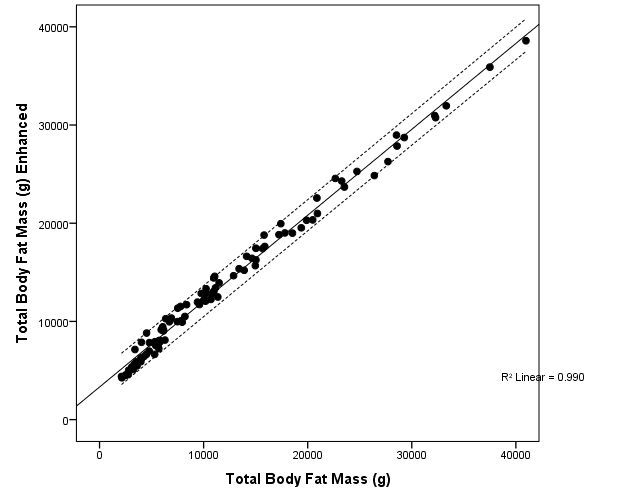 40000
30000
20000
10000
0
Total Body Fat Mass (g) Enhanced
R² Linear = 0.990
0 10000 20000 30000 40000
Total Body Fat Mass (g)